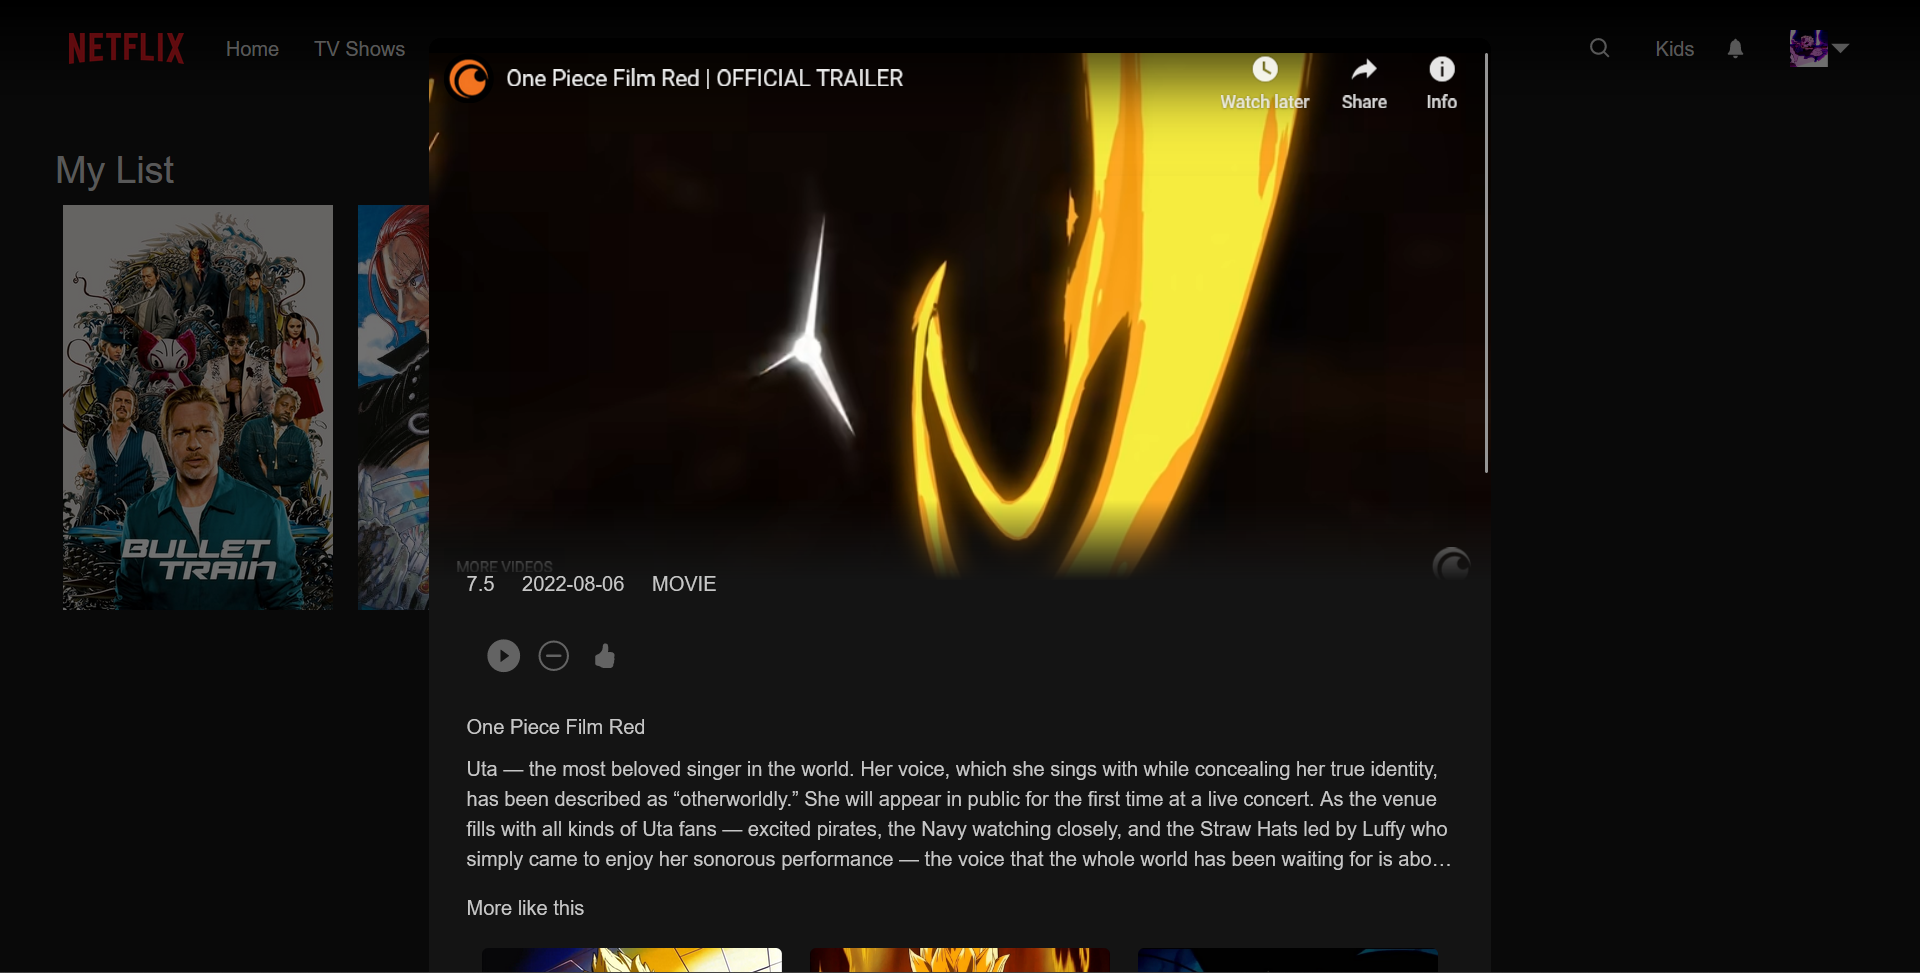 NETFLIX
Home
TV Shows
Kids
One Piece Film Red | OFFICIAL TRAILER
Watch later
Share
Info
My List
BULLET
TRAIN
MORE VIDEOS
7.5
2022-08-06
MOVIE
One Piece Film Red
Uta — the most beloved singer in the world. Her voice, which she sings with while concealing her true identity,
has been described as “otherworldly.” She will appear in public for the first time at a live concert. As the venue
fills with all kinds of Uta fans — excited pirates, the Navy watching closely, and the Straw Hats led by Luffy who
simply came to enjoy her sonorous performance — the voice that the whole world has been waiting for is abo…
More like this